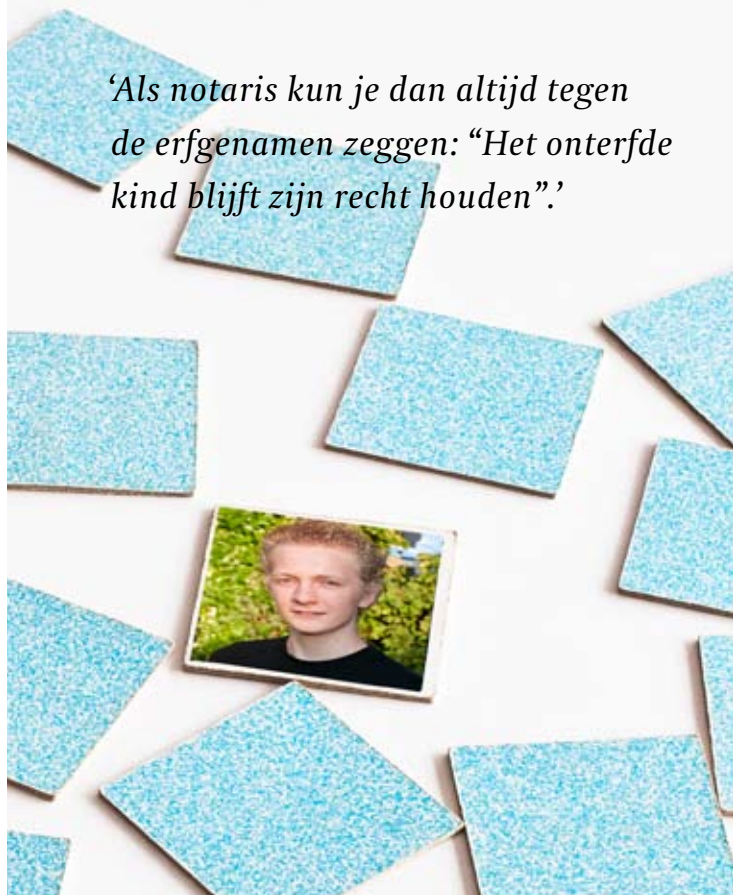 ‘Als notaris kun je dan altijd tegen
de erfgenamen zeggen: “Het onterfde
kind blijft zijn recht houden”.’